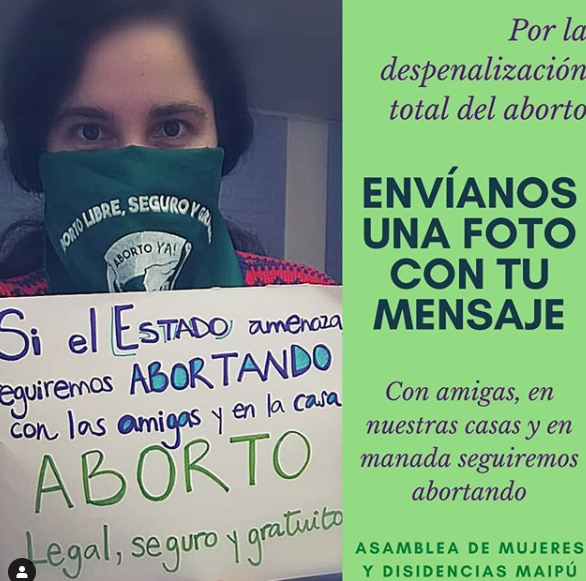 ABORTO LIBRE, SEGURO Y
ABORTO YA!
Si el ESTADO amenaza
seguiremos ABORTANDO
con las amigas y en la casa
ABORTO
Legal, seguro y gratuito
Por la
despenalización
total del aborto
ENVÍANOS
UNA FOTO
CON TU
MENSAJE
Con amigas, en
nuestras casas y en
manada seguiremos
abortando
ASAMBLEA DE MUJERES
Y DISIDENCIAS MAIPÚ